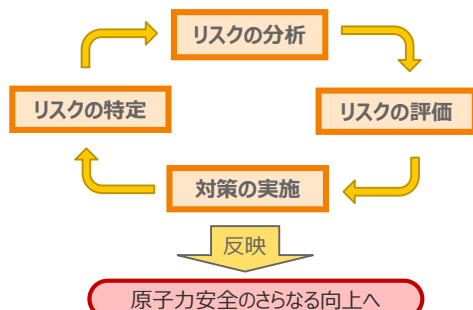 リスクの分析
リスクの特定
リスクの評価
対策の実施
反映
原子力安全のさらなる向上へ